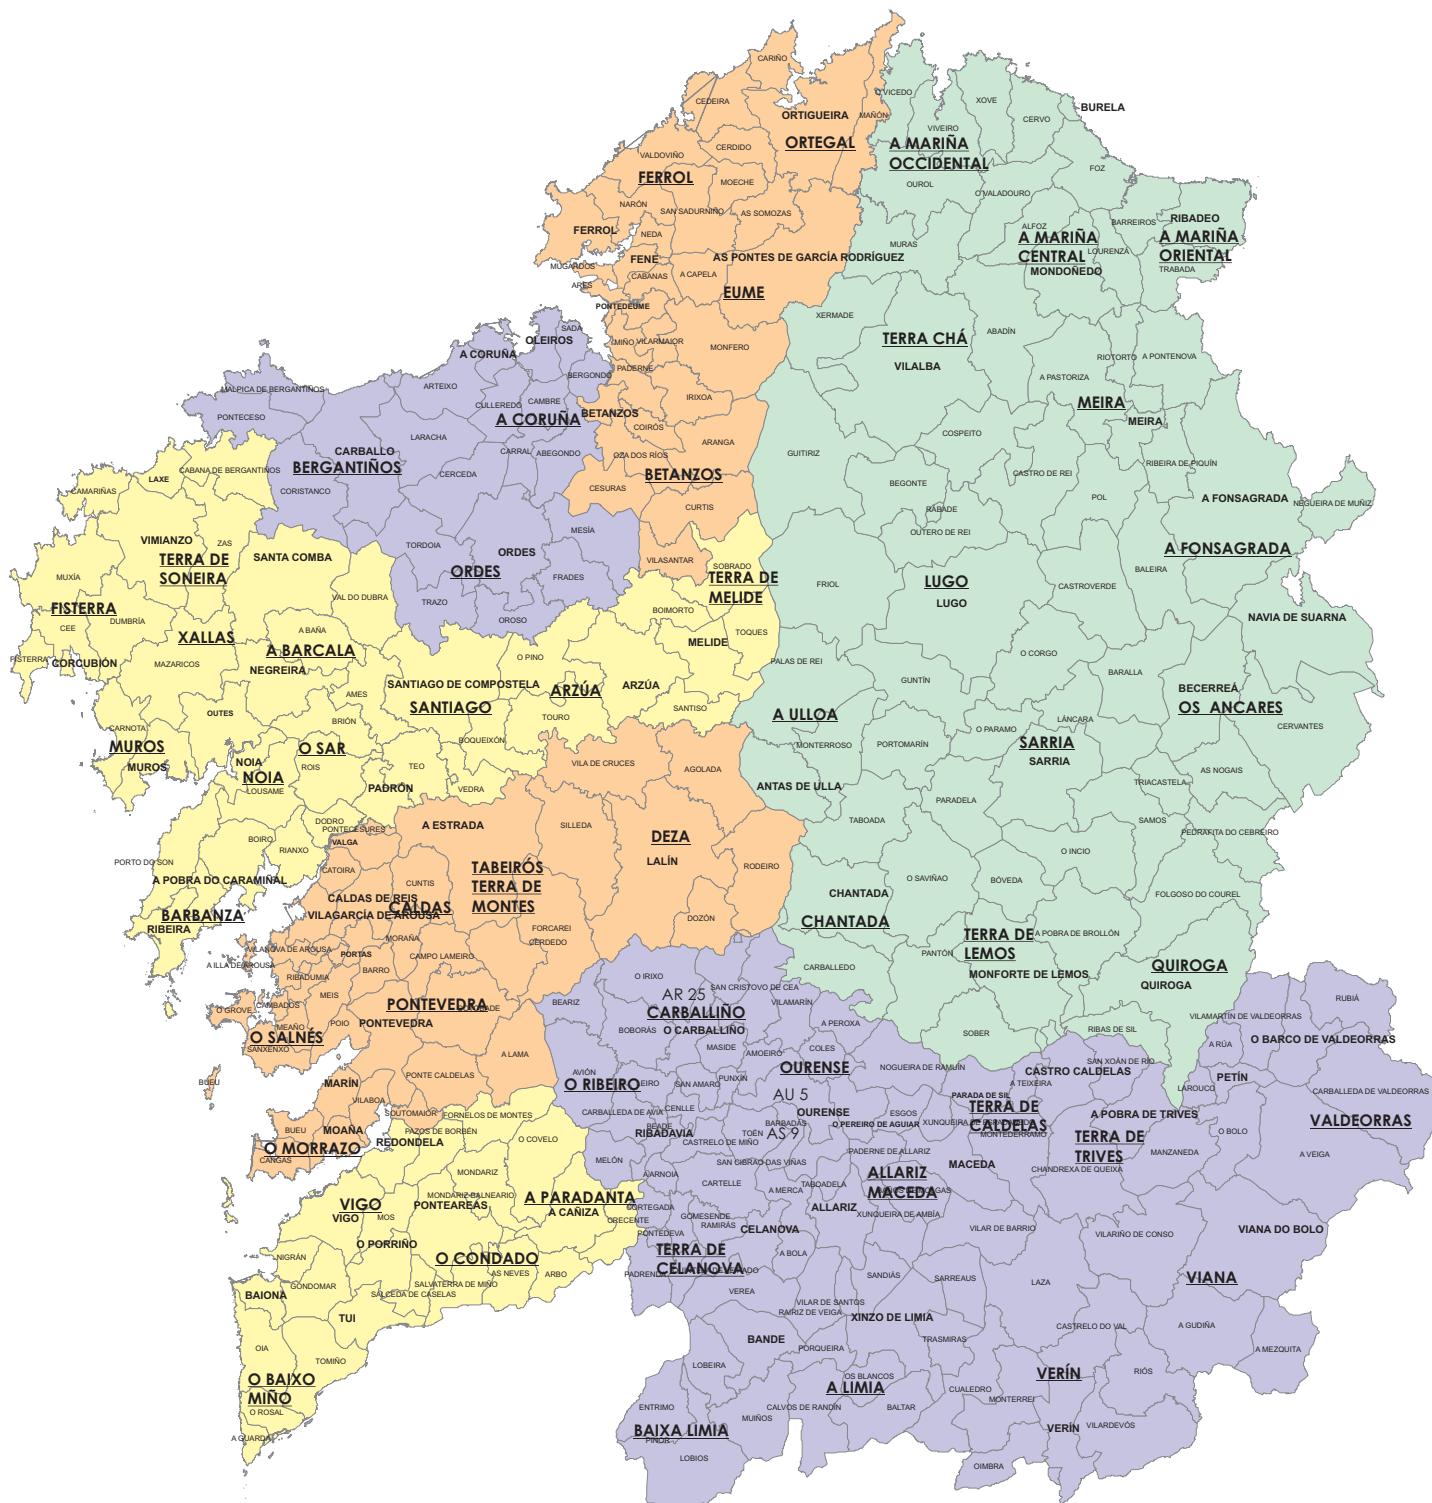 CARIÑO
CEDEIRA
ORTIGUEIRA
MAÑÓN
ORTEGAL
O VICEDO
XOVE
BURELA
CERVO
VIVEIRO
A MARIÑA
OCCIDENTAL
VALDOVIÑO
CERDIDO
FERROL
MOECHE
FOZ
OUROL
O VALADOURO
NARÓN
SAN SADURNIÑO
AS SOMOZAS
FERROL
NEDA
ALFOZ
BARREIROS
RIBADEO
A MARIÑA
CENTRAL
A MARIÑA
ORIENTAL
MURAS
LOURENZÁ
MONDOÑEDO
TRABADA
FENE
AS PONTES DE GARCÍA RODRÍGUEZ
MUGARDOS
CABANAS
A CAPELA
ARES
EUME
PONTEDEUME
XERMADE
SADA
OLEIROS
A CORUÑA
MIÑO
VILARMAIOR
MONFERO
TERRA CHÁ
ABADÍN
VILALBA
RIOTORTO
A PONTENOVA
PADERNE
BERGONDO
A PASTORIZA
MALPICA DE BERGANTIÑOS
ARTEIXO
CAMBRE
CULLEREDO
IRIXOA
MEIRA
PONTECESO
A CORUÑA
BETANZOS
MEIRA
COIRÓS
LARACHA
CARBALLO
ARANGA
COSPEITO
BERGANTIÑOS
CARRAL
ABEGONDO
OZA DOS RÍOS
GUITIRIZ
RIBEIRA DE PIQUÍN
CABANA DE BERGANTIÑOS
CERCEDA
BETANZOS
CASTRO DE REI
LAXE
CAMARIÑAS
CORISTANCO
CESURAS
BEGONTE
POL
A FONSAGRADA
NEGUEIRA DE MUÑIZ
CURTIS
RÁBADE
VIMIANZO
ZAS
TORDOIA
MESÍA
OUTERO DE REI
TERRA DE
SONEIRA
SANTA COMBA
ORDES
VILASANTAR
SOBRADO
A FONSAGRADA
BALEIRA
MUXÍA
ORDES
FRADES
TERRA DE
MELIDE
FRIOL
LUGO
CASTROVERDE
VAL DO DUBRA
LUGO
FISTERRA
TRAZO
BOIMORTO
NAVIA DE SUARNA
DUMBRÍA
OROSO
CEE
A BAÑA
TOQUES
XALLAS
MELIDE
A BARCALA
O CORGO
FISTERRA
CORCUBIÓN
MAZARICOS
NEGREIRA
O PINO
PALAS DE REI
BARALLA
SANTIAGO DE COMPOSTELA
ARZÚA
ARZÚA
GUNTÍN
BECERREÁ
AMES
SANTIAGO
SANTISO
A ULLOA
OS ANCARES
OUTES
BRIÓN
TOURO
LÁNCARA
CERVANTES
CARNOTA
O PARAMO
MUROS
O SAR
BOQUEIXÓN
MONTERROSO
PORTOMARÍN
SARRIA
MUROS
NOIA
ROIS
TEO
VILA DE CRUCES
AGOLADA
SARRIA
AS NOGAIS
NOIA
LOUSAME
PADRÓN
VEDRA
ANTAS DE ULLA
TRIACASTELA
PARADELA
DODRO
PONTECESURES
A ESTRADA
SILLEDA
DEZA
TABOADA
SAMOS
PEDRAFITA DO CEBREIRO
BOIRO
VALGA
RIANXO
LALÍN
O INCIO
PORTO DO SON
CATOIRA
TABEIRÓS
TERRA DE
MONTES
RODEIRO
A POBRA DO CARAMIÑAL
CUNTIS
O SAVIÑAO
BÓVEDA
CALDAS DE REIS
CALDAS
CHANTADA
FOLGOSO DO COUREL
BARBANZA
VILAGARCÍA DE AROUSA
DOZÓN
CHANTADA
RIBEIRA
FORCAREI
TERRA DE
LEMOS
A POBRA DE BROLLÓN
MORAÑA
CERDEDO
VILANOVA DE AROUSA
PORTAS
CAMPO LAMEIRO
PANTÓN
A ILLA DE AROUSA
BARRO
CARBALLEDO
QUIROGA
RIBADUMIA
O IRIXO
MONFORTE DE LEMOS
QUIROGA
SAN CRISTOVO DE CEA
MEIS
AR 25
O GROVE
CAMBADOS
PONTEVEDRA
BEARIZ
CARBALLIÑO
VILAMARÍN
RUBIÁ
MEAÑO
POIO
PONTEVEDRA
BOBORÁS
O CARBALLIÑO
A PEROXA
SOBER
RIBAS DE SIL
VILAMARTIN DE VALDEORRAS
O SALNÉS
MASIDE
AMOEIRO
COLES
A RÚA
O BARCO DE VALDEORRAS
SANXENXO
A LAMA
SAN XOÁN DE RÍO
AVIÓN
OURENSE
NOGUEIRA DE RAMUÍN
CASTRO CALDELAS
PETÍN
BUEU
MARÍN
PONTE CALDELAS
O RIBEIRO
SAN AMARO
PUNXÍN
A TEIXEIRA
LAROUCO
CARBALLEDA DE VALDEORRAS
VILABOA
AU 5
PARADA DE SIL
SOUTOMAIOR
FORNELOS DE MONTES
CARBALLEDA DE AVIA
CENLLE
OURENSE
ESGOS
TERRA DE
CALDELAS
A POBRA DE TRIVES
VALDEORRAS
BUEU
MOAÑA
PAZOS DE BORBÉN
BEADE
BARBADÁS
O PEREIRO DE AGUIAR
O BOLO
REDONDELA
RIBADAVIA
TOÉN
AS 9
MONTEDERRAMO
TERRA DE
TRIVES
O MORRAZO
O COVELO
CASTRELO DE MIÑO
PADERNE DE ALLARIZ
MANZANEDA
A VEIGA
CANGAS
MELÓN
SAN CIBRAO DAS VIÑAS
MACEDA
CHANDREXA DE QUEIXA
MONDARIZ
A ARNOIA
ALLARIZ
MACEDA
CARTELLE
A MERCA
TABOADELA
VIGO
MONDARIZ-BALNEARIO
A PARADANTA
PONTEAREAS
A CAÑIZA
CORTEGADA
ALLARIZ
VIGO
MOS
CRECENTE
GOMESENDE
RAMIRÁS
XUNQUEIRA DE AMBÍA
VILAR DE BARRIO
PONTEDEVA
CELANOVA
VILARIÑO DE CONSO
VIANA DO BOLO
O PORRIÑO
TERRA DE
CELANOVA
A BOLA
NIGRÁN
O CONDADO
AS NEVES
ARBO
PADRENDA
SANDIÁS
SARREAUS
LAZA
VIANA
GONDOMAR
SALVATERRA DE MIÑO
SALCEDA DE CASELAS
VEREA
BAIONA
VILAR DE SANTOS
RAIRIZ DE VEIGA
XINZO DE LIMIA
TUI
CASTRELO DO VAL
A GUDIÑA
BANDE
TRASMIRAS
OIA
PORQUEIRA
A MEZQUITA
TOMIÑO
LOBEIRA
OS BLANCOS
VERÍN
RIÓS
O BAIXO
MIÑO
A LIMIA
CUALEDRO
MONTERREI
ENTRIMO
CALVOS DE RANDÍN
BALTAR
O ROSAL
MUIÑOS
BAIXA LIMIA
VERÍN
VILARDEVÓS
A GUARDA
PIÑOR
LOBIOS
OIMBRA